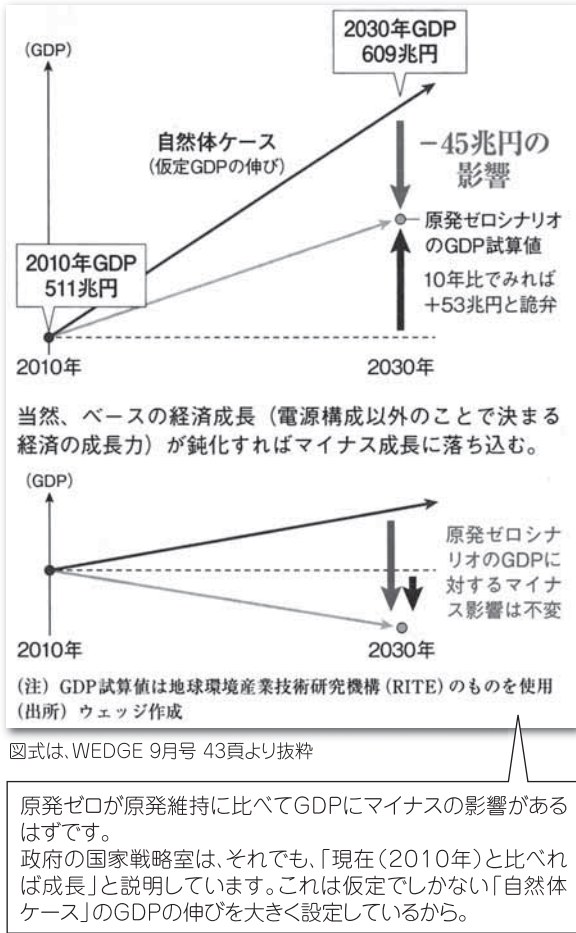 (GDP)
2030年GDP
609兆円
自然体ケース
(仮定GDPの伸び)
−45兆円の
影響
原発ゼロシナリオ
のGDP試算値
2010年GDP
511兆円
10年比でみれば
+53兆円と詭弁
2010年
2030年
当然、ベースの経済成長（電源構成以外のことで決まる
経済の成長力）が鈍化すればマイナス成長に落ち込む。
(GDP)
原発ゼロシナ
リオのGDPに
対するマイナ
ス影響は不変
2010年
2030年
(注) GDP試算値は地球環境産業技術研究機構 (RITE) のものを使用
(出所) ウェッジ作成
図式は、WEDGE 9月号 43頁より抜粋
原発ゼロが原発維持に比べてGDPにマイナスの影響がある
はずです。
政府の国家戦略室は、それでも、「現在(2010年)と比べれ
ば成長」と説明しています。これは仮定でしかない「自然体
ケース」のGDPの伸びを大きく設定しているから。